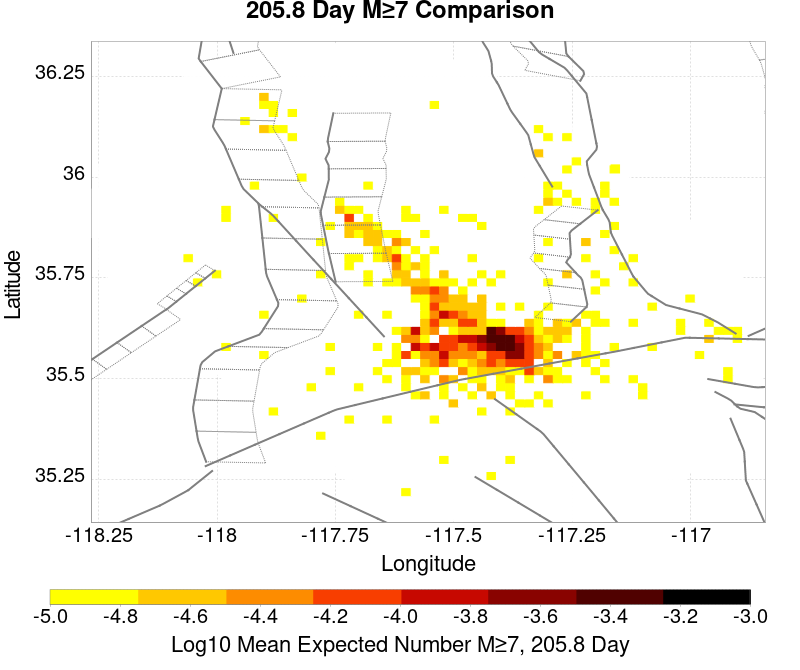 205.8 Day M≥7 Comparison
36.25
36
35.75
35.5
35.25
Latitude
-118.25 -118 -117.75 -117.5 -117.25 -117
Longitude
-5.0 -4.8 -4.6 -4.4 -4.2 -4.0 -3.8 -3.6 -3.4 -3.2 -3.0
Log10 Mean Expected Number M≥7, 205.8 Day